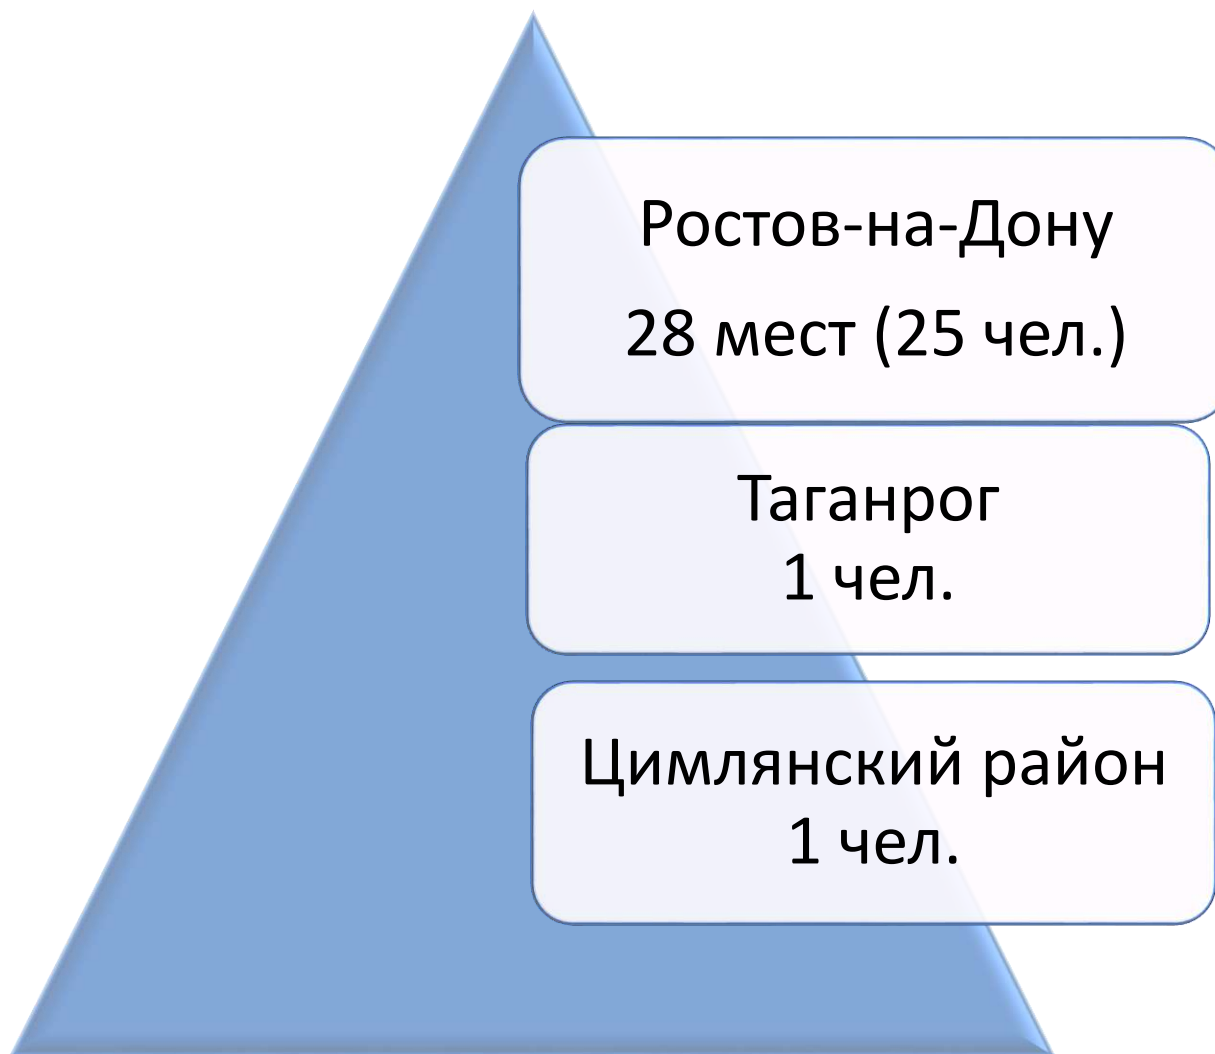 Ростов-на-Дону
28 мест (25 чел.)
Таганрог
1 чел.
Цимлянский район
1 чел.